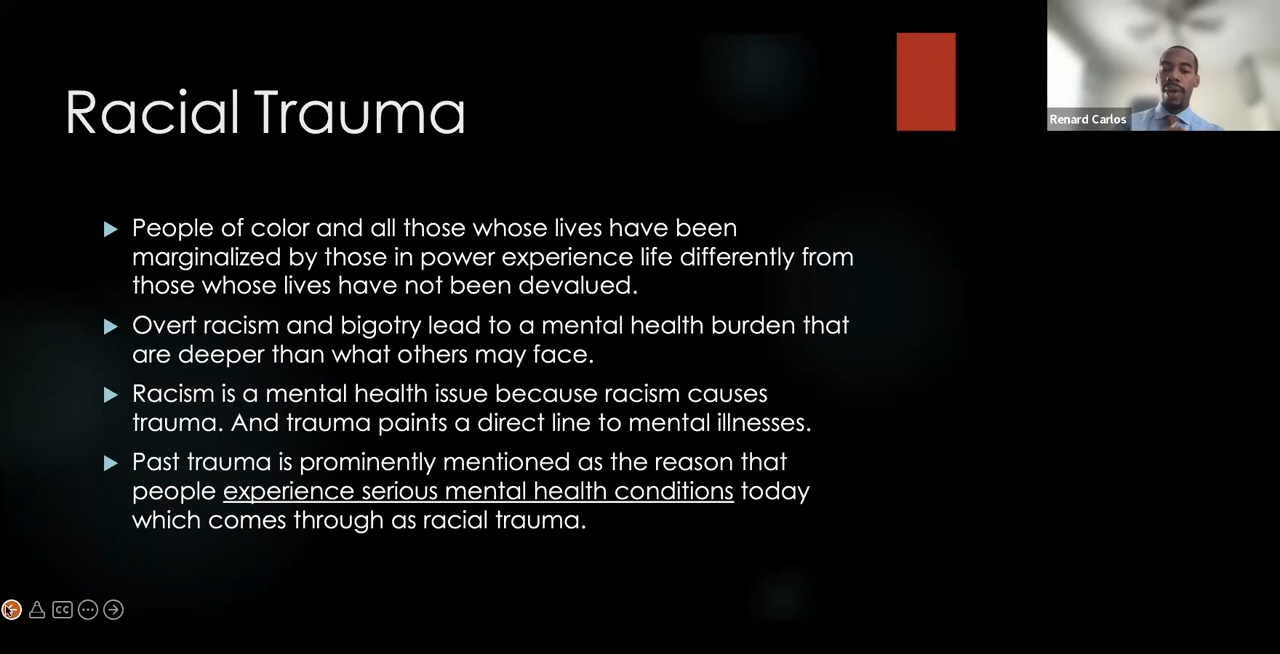 Racial Trauma
Renard Carlos
People of color and all those whose lives have been
marginalized by those in power experience life differently from
those whose lives have not been devalued.
Overt racism and bigotry lead to a mental health burden that
are deeper than what others may face.
Racism is a mental health issue because racism causes
trauma. And trauma paints a direct line to mental illnesses.
Past trauma is prominently mentioned as the reason that
people experience serious mental health conditions today
which comes through as racial trauma.
CC